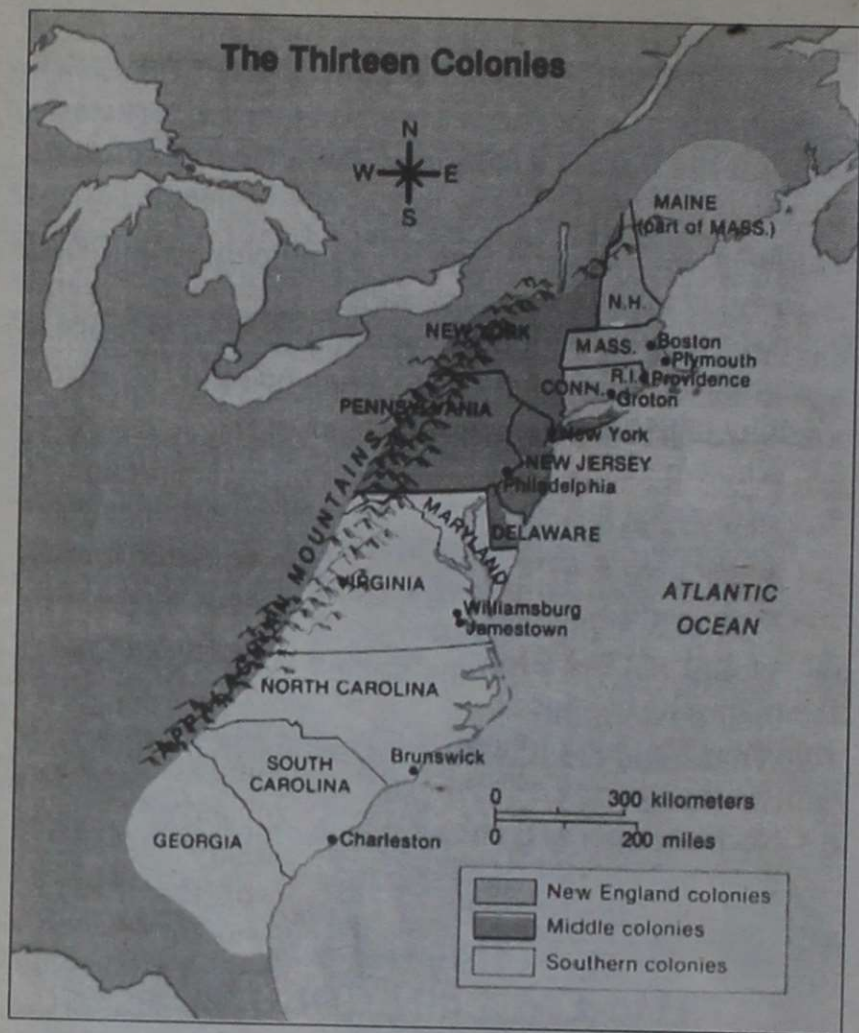 The Thirteen Colonies
N
W E
S
MAINE
(part of MASS.)
N.H.
NEW YORK
MASS.
Boston
Plymouth
R.I.
Providence
CONN.
Groton
PENNSYLVANIA
New York
NEW JERSEY
Philadelphia
MARYLAND
DELAWARE
APPALACHIAN MOUNTAINS
VIRGINIA
ATLANTIC
OCEAN
Williamsburg
Jamestown
NORTH CAROLINA
SOUTH
CAROLINA
Brunswick
GEORGIA
Charleston
0 300 kilometers
0 200 miles
New England colonies
Middle colonies
Southern colonies